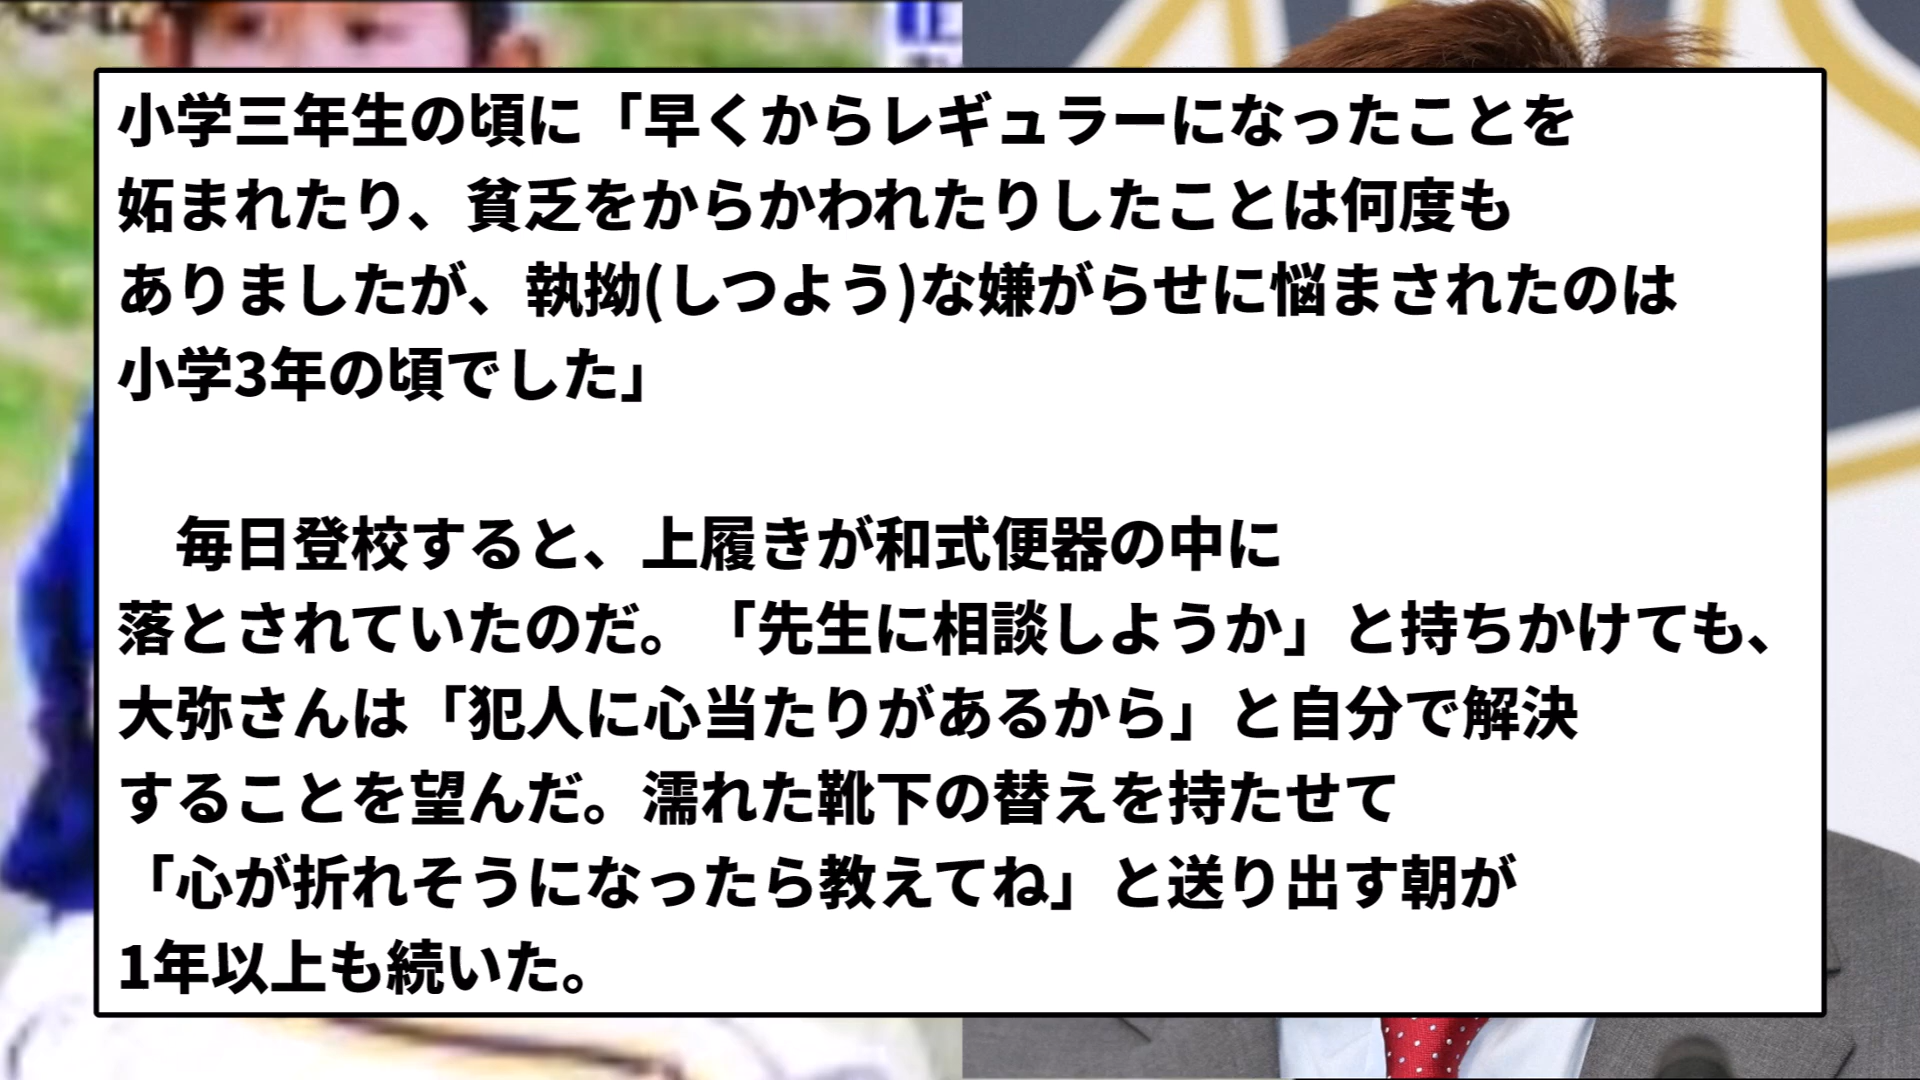 小学三年生の頃に「早くからレギュラーになったことを
妬まれたり、貧乏をからかわれたりしたことは何度も
ありましたが、執拗(しつよう)な嫌がらせに悩まされたのは
小学3年の頃でした」
　毎日登校すると、上履きが和式便器の中に
落とされていたのだ。「先生に相談しようか」と持ちかけても、
大弥さんは「犯人に心当たりがあるから」と自分で解決
することを望んだ。濡れた靴下の替えを持たせて
「心が折れそうになったら教えてね」と送り出す朝が
1年以上も続いた。